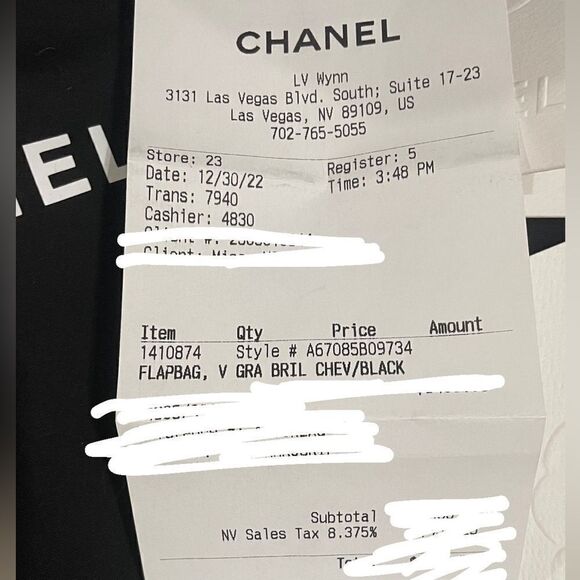 CHANEL
LV Wynn
3131 Las Vegas Blvd. South; Suite 17-23
Las Vegas, NV 89109, US
702-765-5055
Store: 23 Register: 5
Date: 12/30/22 Time: 3:48 PM
Trans: 7940
Cashier: 4830
Item Qty Price Amount
1410874 Style # A67085B09734
FLAPBAG, V GRA BRIL CHEV/BLACK
Subtotal
NV Sales Tax 8.375%